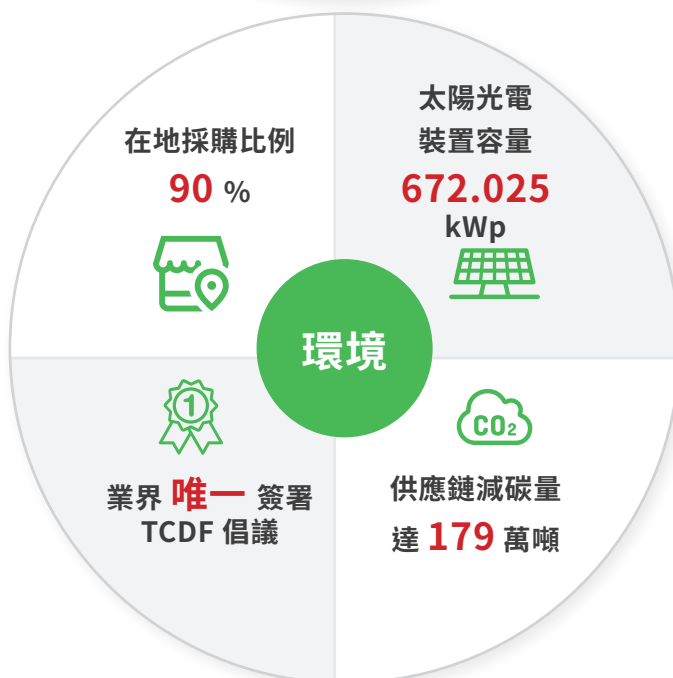 在地採購比例
90 %
太陽光電
裝置容量
672.025
kWp
環境
1
業界 唯一 簽署
TCDF 倡議
CO₂
供應鏈減碳量
達 179 萬噸